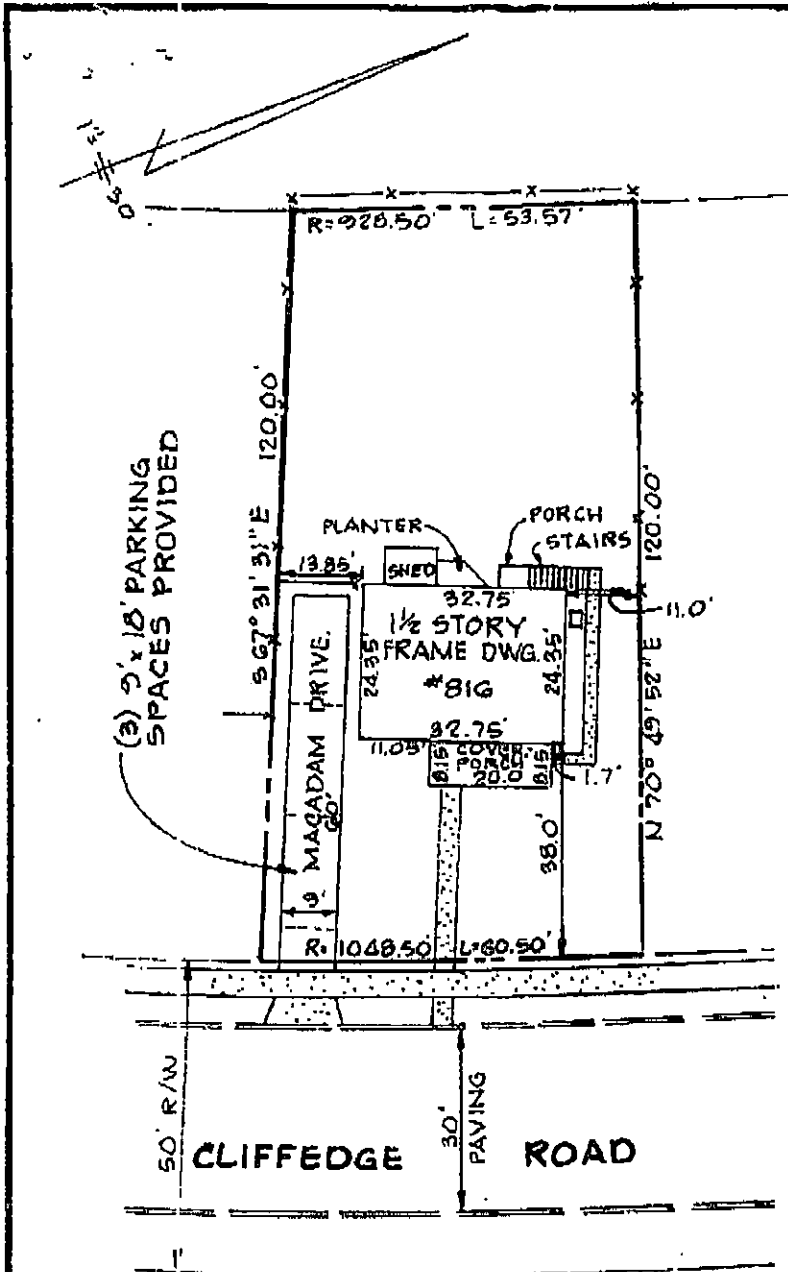 R=928.50' L=53.57'
120.00'
S 67° 31' 31" E
120.00'
N 70° 49' 52" E
(3) 9' x 18' PARKING
SPACES PROVIDED
PLANTER
PORCH
STAIRS
13.85'
SHED
32.75'
11.0'
1½ STORY
FRAME DWG.
#816
24.35'
24.35'
32.75'
11.05'
COV'D
PORCH
8.15'
20.0
8.15'
1.7'
MACADAM DRIVE.
60'
9'
38.0'
R=1048.50' L=60.50'
50' R/W
30'
PAVING
CLIFFEDGE ROAD
1'